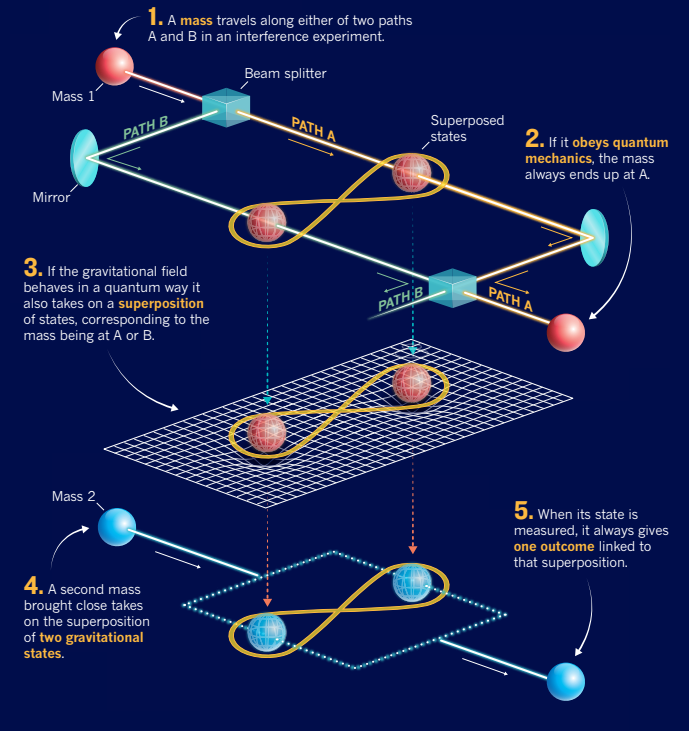 1. A mass travels along either of two paths
A and B in an interference experiment.
Beam splitter
Mass 1
PATH B
PATH A
Superposed
states
2. If it obeys quantum
mechanics, the mass
always ends up at A.
Mirror
3. If the gravitational field
behaves in a quantum way it
also takes on a superposition
of states, corresponding to the
mass being at A or B.
PATH B
PATH A
Mass 2
5. When its state is
measured, it always gives
one outcome linked to
that superposition.
4. A second mass
brought close takes
on the superposition
of two gravitational
states.